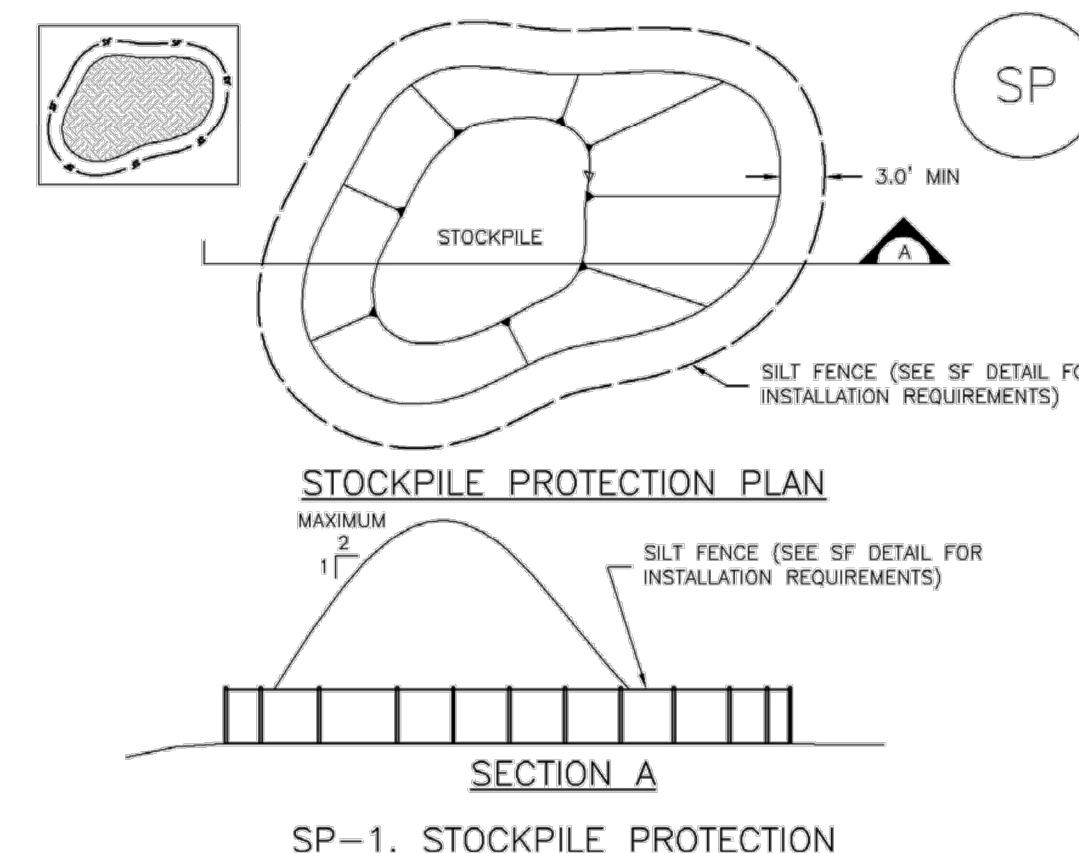 SP
3.0' MIN
STOCKPILE
A
SILT FENCE (SEE SF DETAIL FO
INSTALLATION REQUIREMENTS)
STOCKPILE PROTECTION PLAN
MAXIMUM
2
1
SILT FENCE (SEE SF DETAIL FOR
INSTALLATION REQUIREMENTS)
SECTION A
SP-1. STOCKPILE PROTECTION